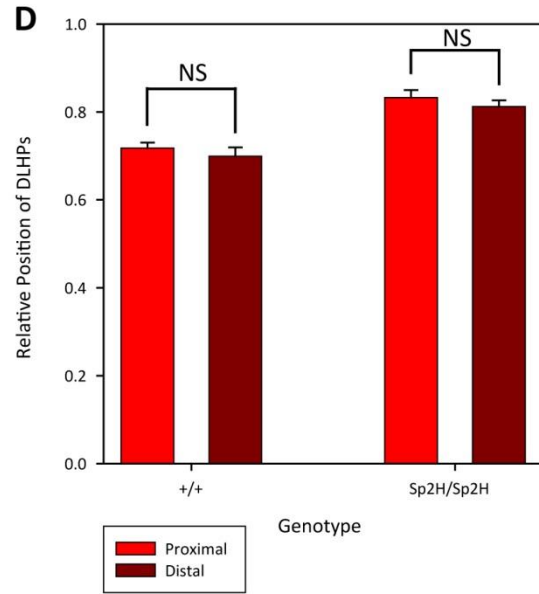 D
1.0
NS
NS
0.8
0.6
0.4
0.2
0.0
Relative Position of DLHPs
+/+
Sp2H/Sp2H
Genotype
Proximal
Distal